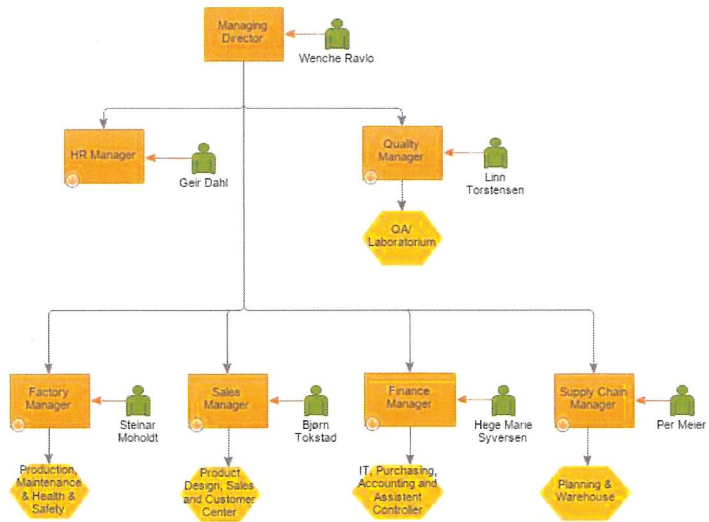 Managing
Director
Wenche Ravlo
HR Manager
Geir Dahl
Quality
Manager
Linn
Torstensen
QA/
Laboratorium
Factory
Manager
Steinar
Moholdt
Sales
Manager
Bjørn
Tokstad
Finance
Manager
Hege Marie
Syversen
Supply Chain
Manager
Per Meier
Production,
Maintenance
& Health &
Safety
Product
Design, Sales
and Customer
Center
IT, Purchasing,
Accounting and
Assistent
Controller
Planning &
Warehouse